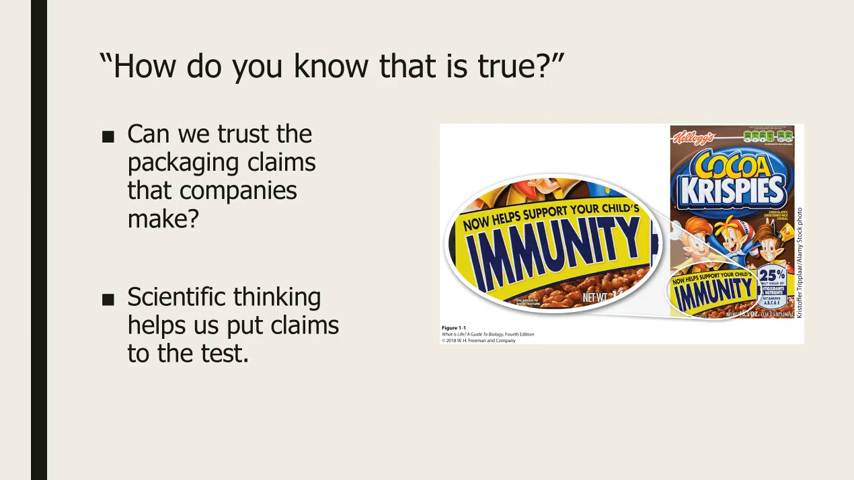 “How do you know that is true?”
■ Can we trust the
packaging claims
that companies
make?
■ Scientific thinking
helps us put claims
to the test.
NOW HELPS SUPPORT YOUR CHILD'S
IMMUNITY
NET WT.
Kellogg's
COCOA
KRISPIES
NOW HELPS SUPPORT YOUR CHILD'S
IMMUNITY
25%
Kristoffer Tripplaar/Alamy Stock photo
Figure 1-1
What Is Life? A Guide To Biology, Fourth Edition
© 2018 W. H. Freeman and Company